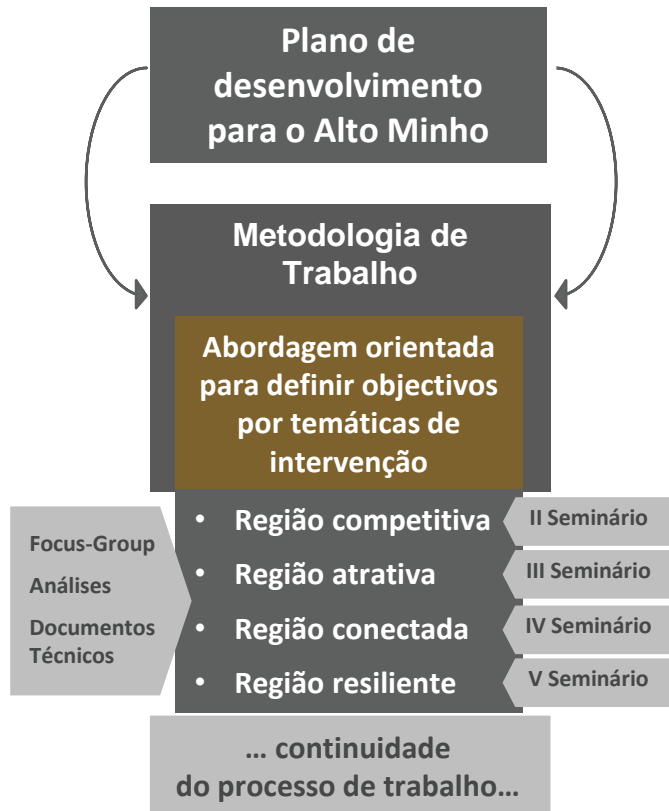 Plano de
desenvolvimento
para o Alto Minho
Metodologia de
Trabalho
Abordagem orientada
para definir objectivos
por temáticas de
intervenção
Focus-Group
Análises
Documentos
Técnicos
• Região competitiva
• Região atrativa
• Região conectada
• Região resiliente
II Seminário
III Seminário
IV Seminário
V Seminário
... continuidade
do processo de trabalho...